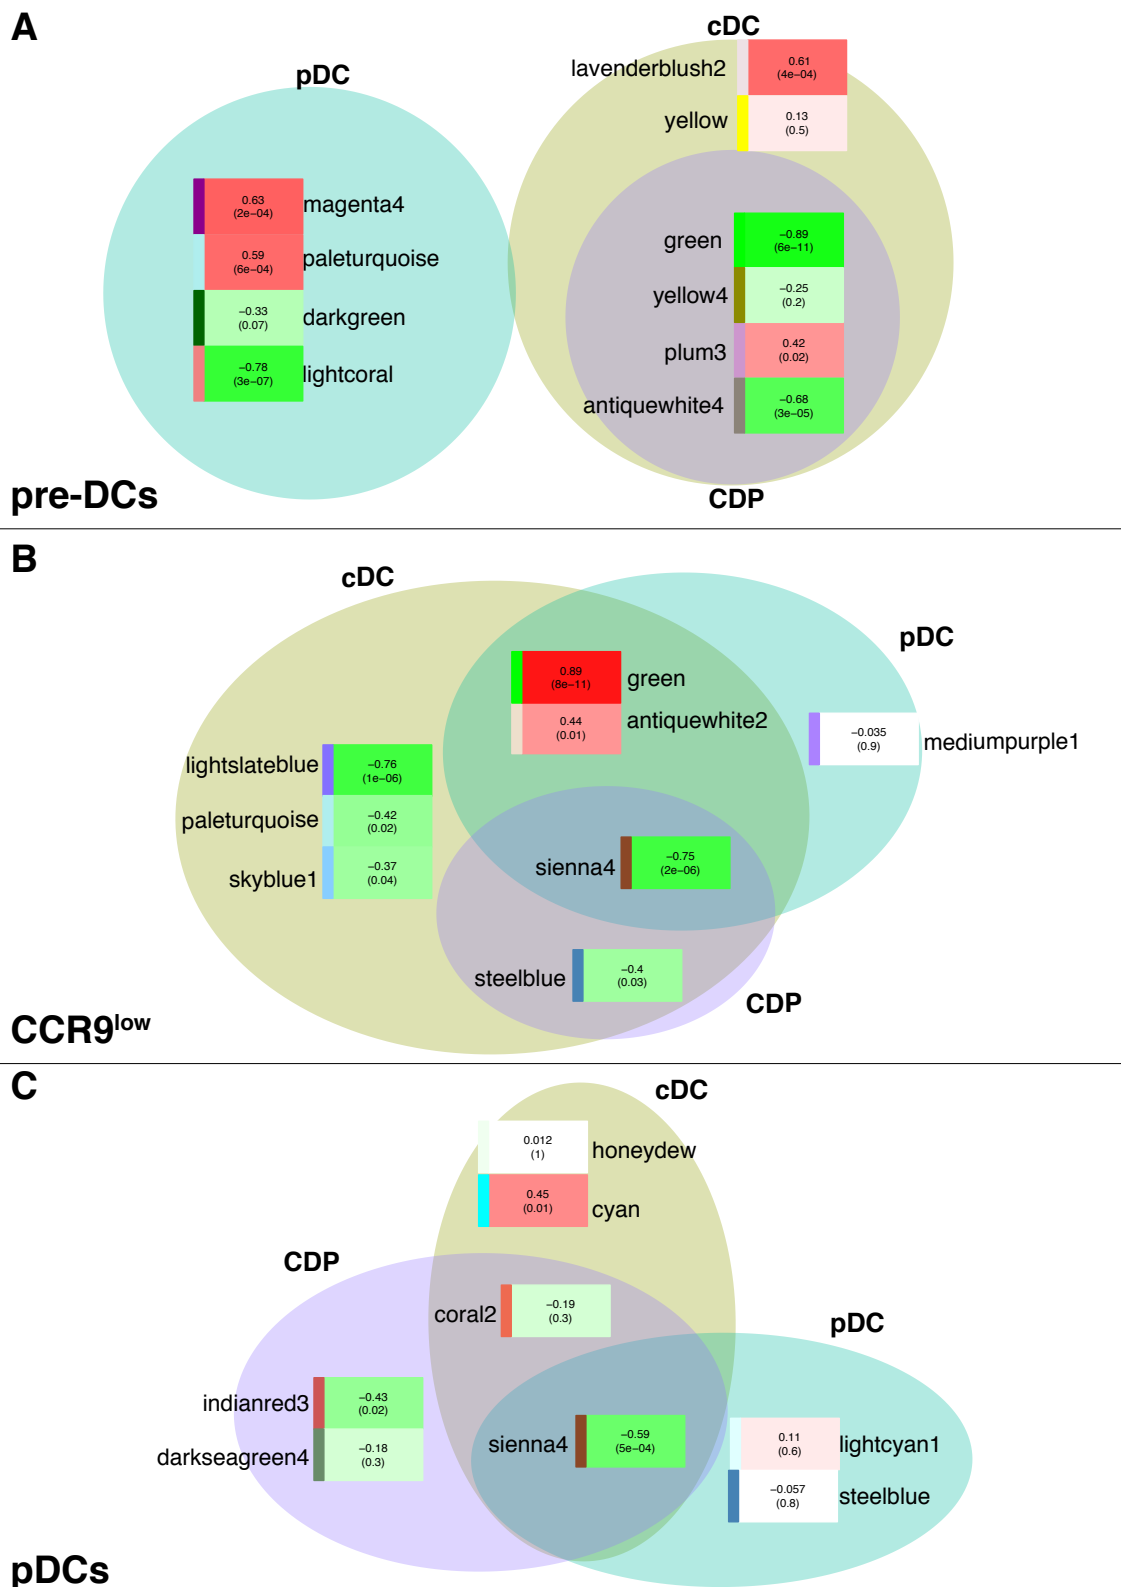 A
cDC
pDC
lavenderblush2
0.61
(4e−04)
yellow
0.13
(0.5)
0.63
(2e−04)
magenta4
0.59
(6e−04)
paleturquoise
−0.33
(0.07)
darkgreen
−0.78
(3e−07)
lightcoral
green
−0.89
(6e−11)
yellow4
−0.25
(0.2)
plum3
0.42
(0.02)
antiquewhite4
−0.68
(3e−05)
pre-DCs
CDP
B
cDC
pDC
0.89
(8e−11)
green
0.44
(0.01)
antiquewhite2
−0.035
(0.9)
mediumpurple1
lightslateblue
−0.76
(1e−06)
paleturquoise
−0.42
(0.02)
skyblue1
−0.37
(0.04)
sienna4
−0.75
(2e−06)
steelblue
−0.4
(0.03)
CDP
CCR9low
C
cDC
0.012
(1)
honeydew
0.45
(0.01)
cyan
CDP
coral2
−0.19
(0.3)
pDC
indianred3
−0.43
(0.02)
darkseagreen4
−0.18
(0.3)
sienna4
−0.59
(5e−04)
0.11
(0.6)
lightcyan1
−0.057
(0.8)
steelblue
pDCs